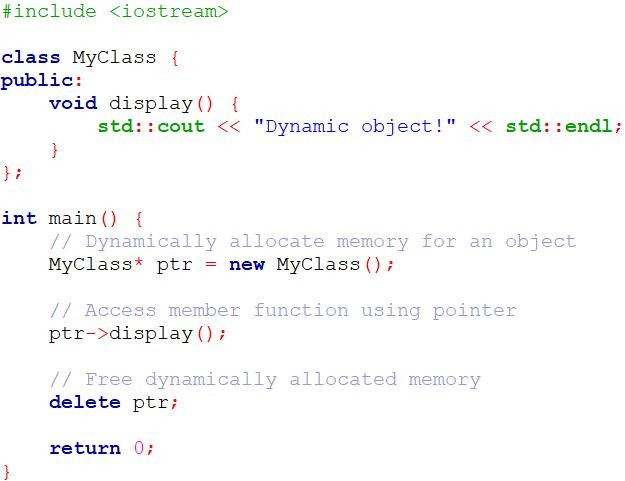 #include <iostream>

class MyClass {
public:
    void display() {
        std::cout << "Dynamic object!" << std::endl;
    }
};

int main() {
    // Dynamically allocate memory for an object
    MyClass* ptr = new MyClass();

    // Access member function using pointer
    ptr->display();

    // Free dynamically allocated memory
    delete ptr;

    return 0;
}